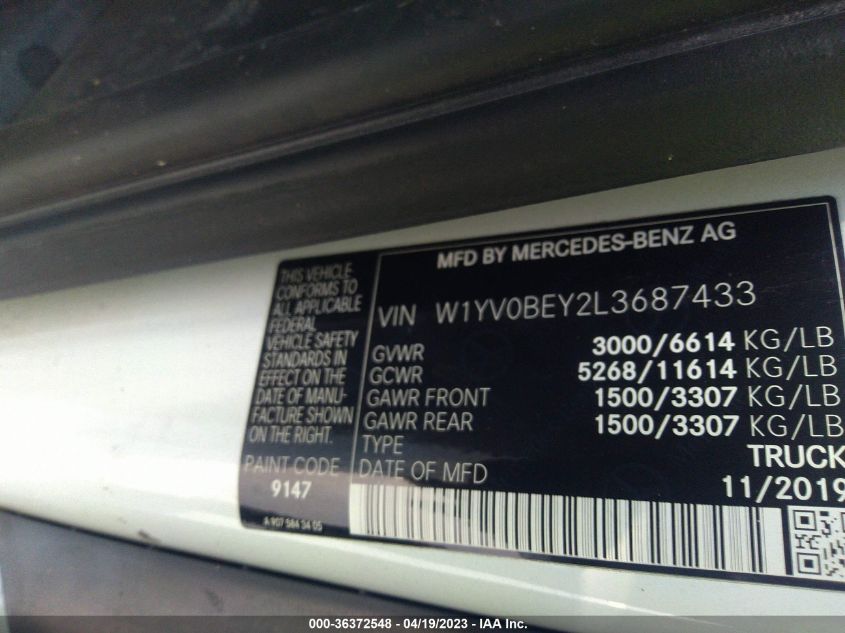 MFD BY MERCEDES-BENZ AG
THIS VEHICLE
CONFORMS TO
ALL APPLICABLE
FEDERAL
VEHICLE SAFETY
STANDARDS IN
EFFECT ON THE
DATE OF MANU-
FACTURE SHOWN
ON THE RIGHT.
PAINT CODE
9147
A 907 584 34 05
VIN W1YV0BEY2L3687433
GVWR 3000/6614 KG/LB
GCWR 5268/11614 KG/LB
GAWR FRONT 1500/3307 KG/LB
GAWR REAR 1500/3307 KG/LB
TYPE TRUCK
DATE OF MFD 11/2019
000-36372548 - 04/19/2023 - IAA Inc.